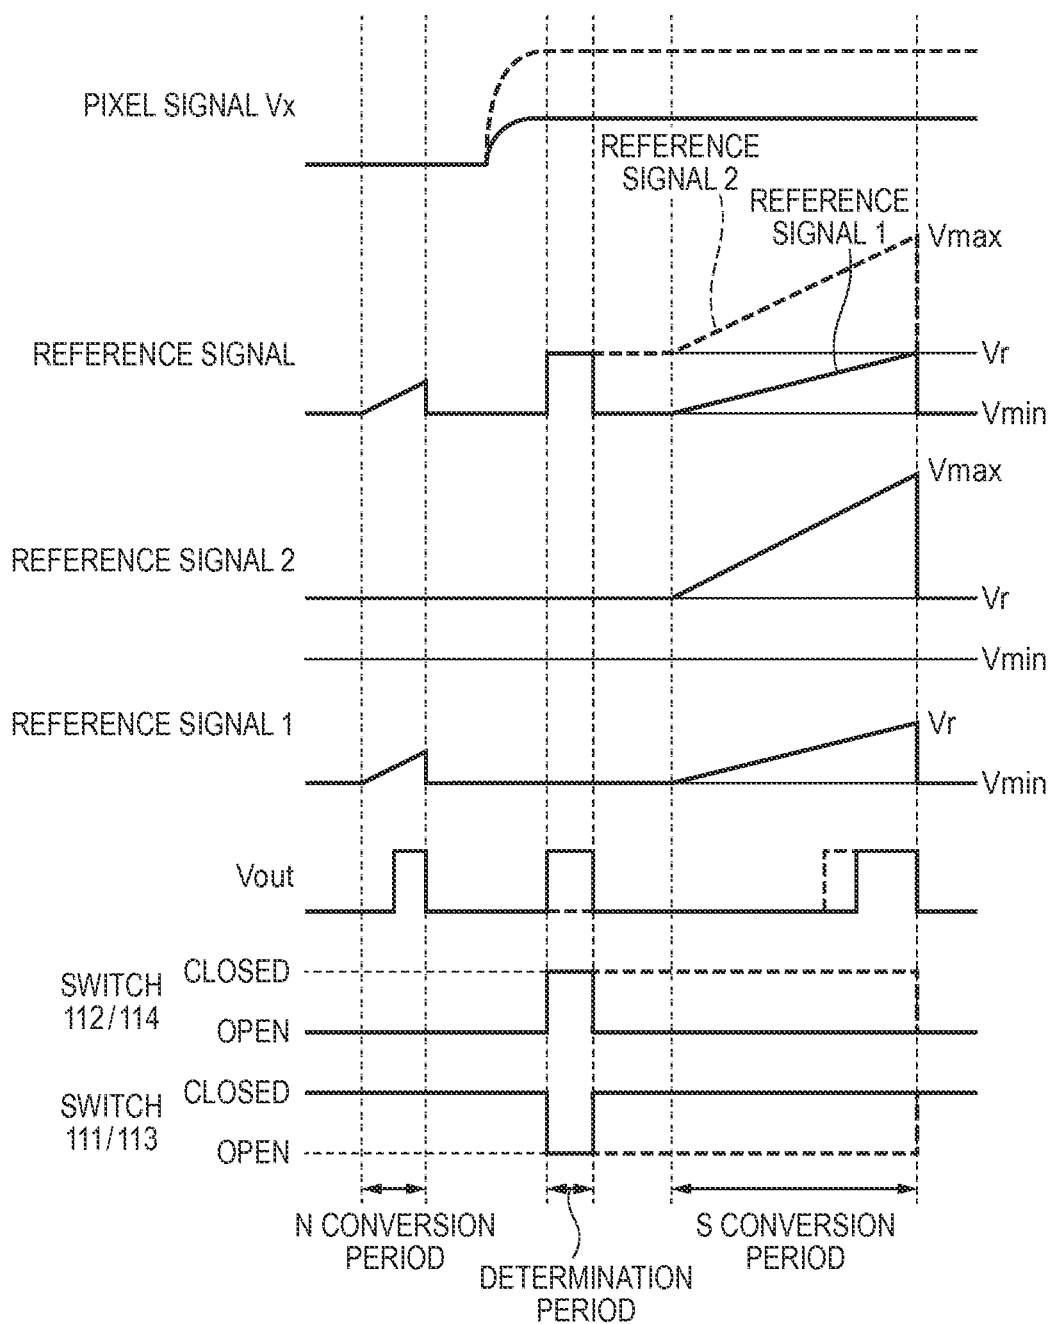 PIXEL SIGNAL Vx
REFERENCE
SIGNAL 2
REFERENCE
SIGNAL 1
Vmax
REFERENCE SIGNAL
Vr
Vmin
Vmax
REFERENCE SIGNAL 2
Vr
Vmin
REFERENCE SIGNAL 1
Vr
Vmin
Vout
SWITCH
112/114
CLOSED
OPEN
SWITCH
111/113
CLOSED
OPEN
N CONVERSION
PERIOD
DETERMINATION
PERIOD
S CONVERSION
PERIOD